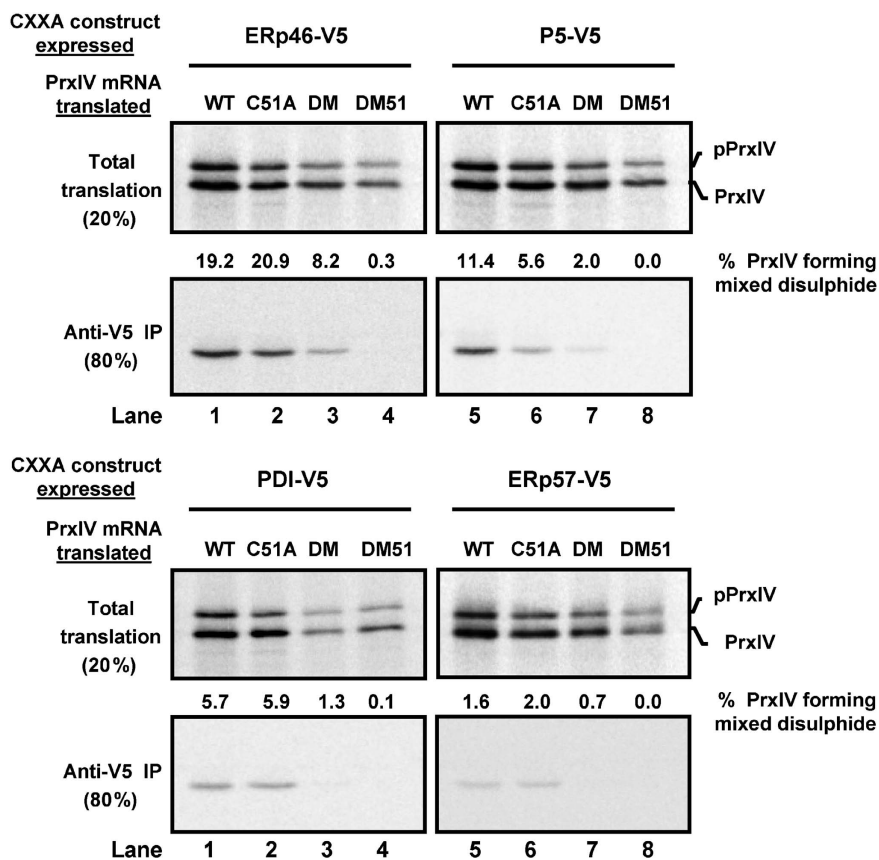 CXXA construct
expressed
ERp46-V5
P5-V5
PrxIV mRNA
translated
WT C51A DM DM51
WT C51A DM DM51
Total
translation
(20%)
pPrxIV
PrxIV
19.2 20.9 8.2 0.3
11.4 5.6 2.0 0.0
% PrxIV forming
mixed disulphide
Anti-V5 IP
(80%)
Lane 1 2 3 4 5 6 7 8
CXXA construct
expressed
PDI-V5
ERp57-V5
PrxIV mRNA
translated
WT C51A DM DM51
WT C51A DM DM51
Total
translation
(20%)
pPrxIV
PrxIV
5.7 5.9 1.3 0.1
1.6 2.0 0.7 0.0
% PrxIV forming
mixed disulphide
Anti-V5 IP
(80%)
Lane 1 2 3 4 5 6 7 8